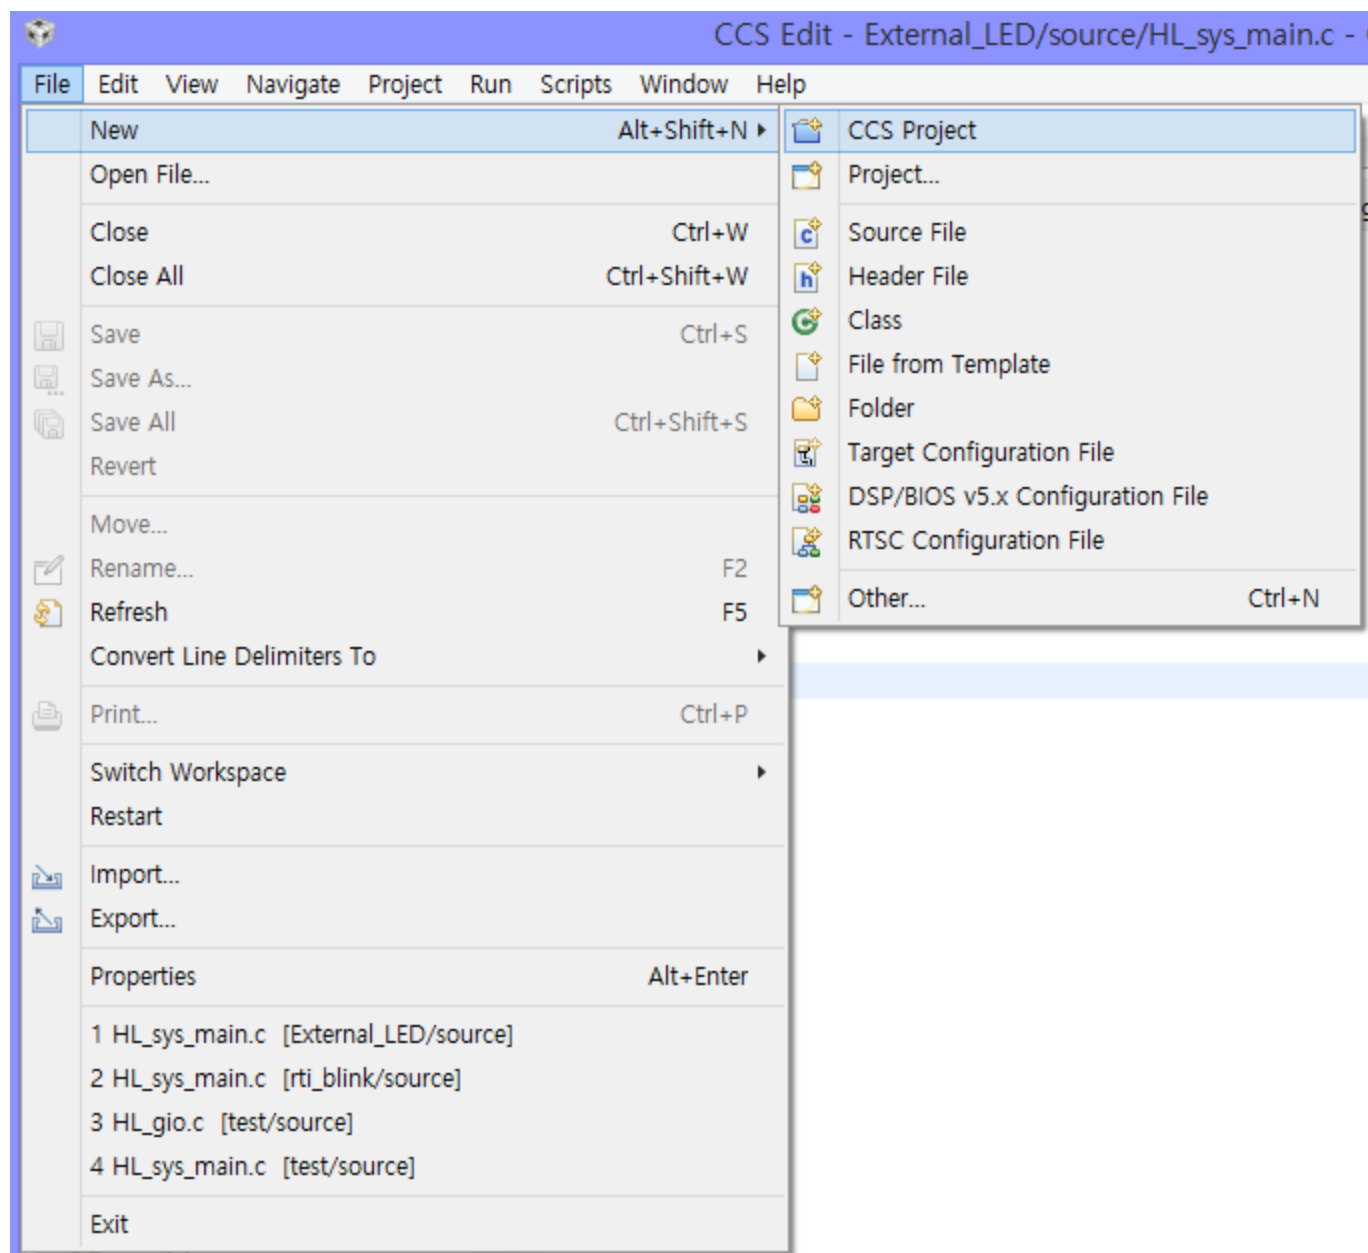 CCS Edit - External_LED/source/HL_sys_main.c -
File Edit View Navigate Project Run Scripts Window Help
New Alt+Shift+N
Open File...
Close Ctrl+W
Close All Ctrl+Shift+W
Save Ctrl+S
Save As...
Save All Ctrl+Shift+S
Revert
Move...
Rename... F2
Refresh F5
Convert Line Delimiters To
Print... Ctrl+P
Switch Workspace
Restart
Import...
Export...
Properties Alt+Enter
1 HL_sys_main.c [External_LED/source]
2 HL_sys_main.c [rti_blink/source]
3 HL_gio.c [test/source]
4 HL_sys_main.c [test/source]
Exit
CCS Project
Project...
Source File
Header File
Class
File from Template
Folder
Target Configuration File
DSP/BIOS v5.x Configuration File
RTSC Configuration File
Other... Ctrl+N